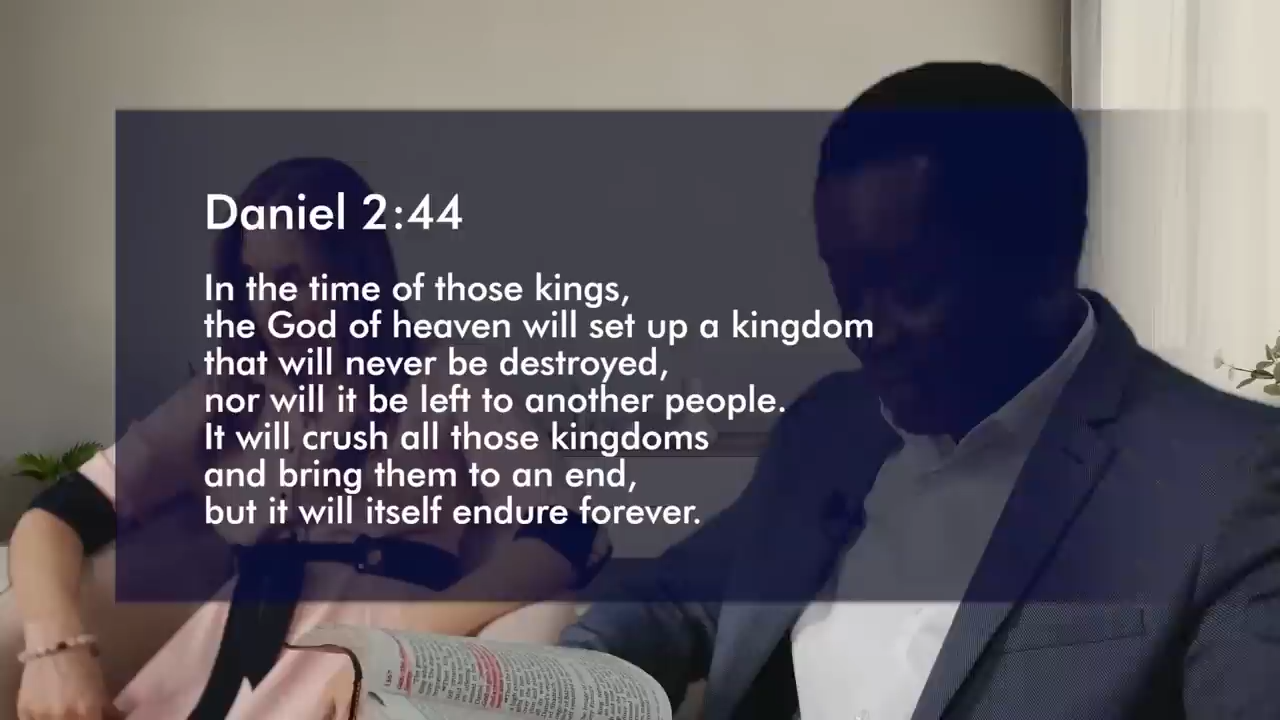 Daniel 2:44
In the time of those kings,
the God of heaven will set up a kingdom
that will never be destroyed,
nor will it be left to another people.
It will crush all those kingdoms
and bring them to an end,
but it will itself endure forever.